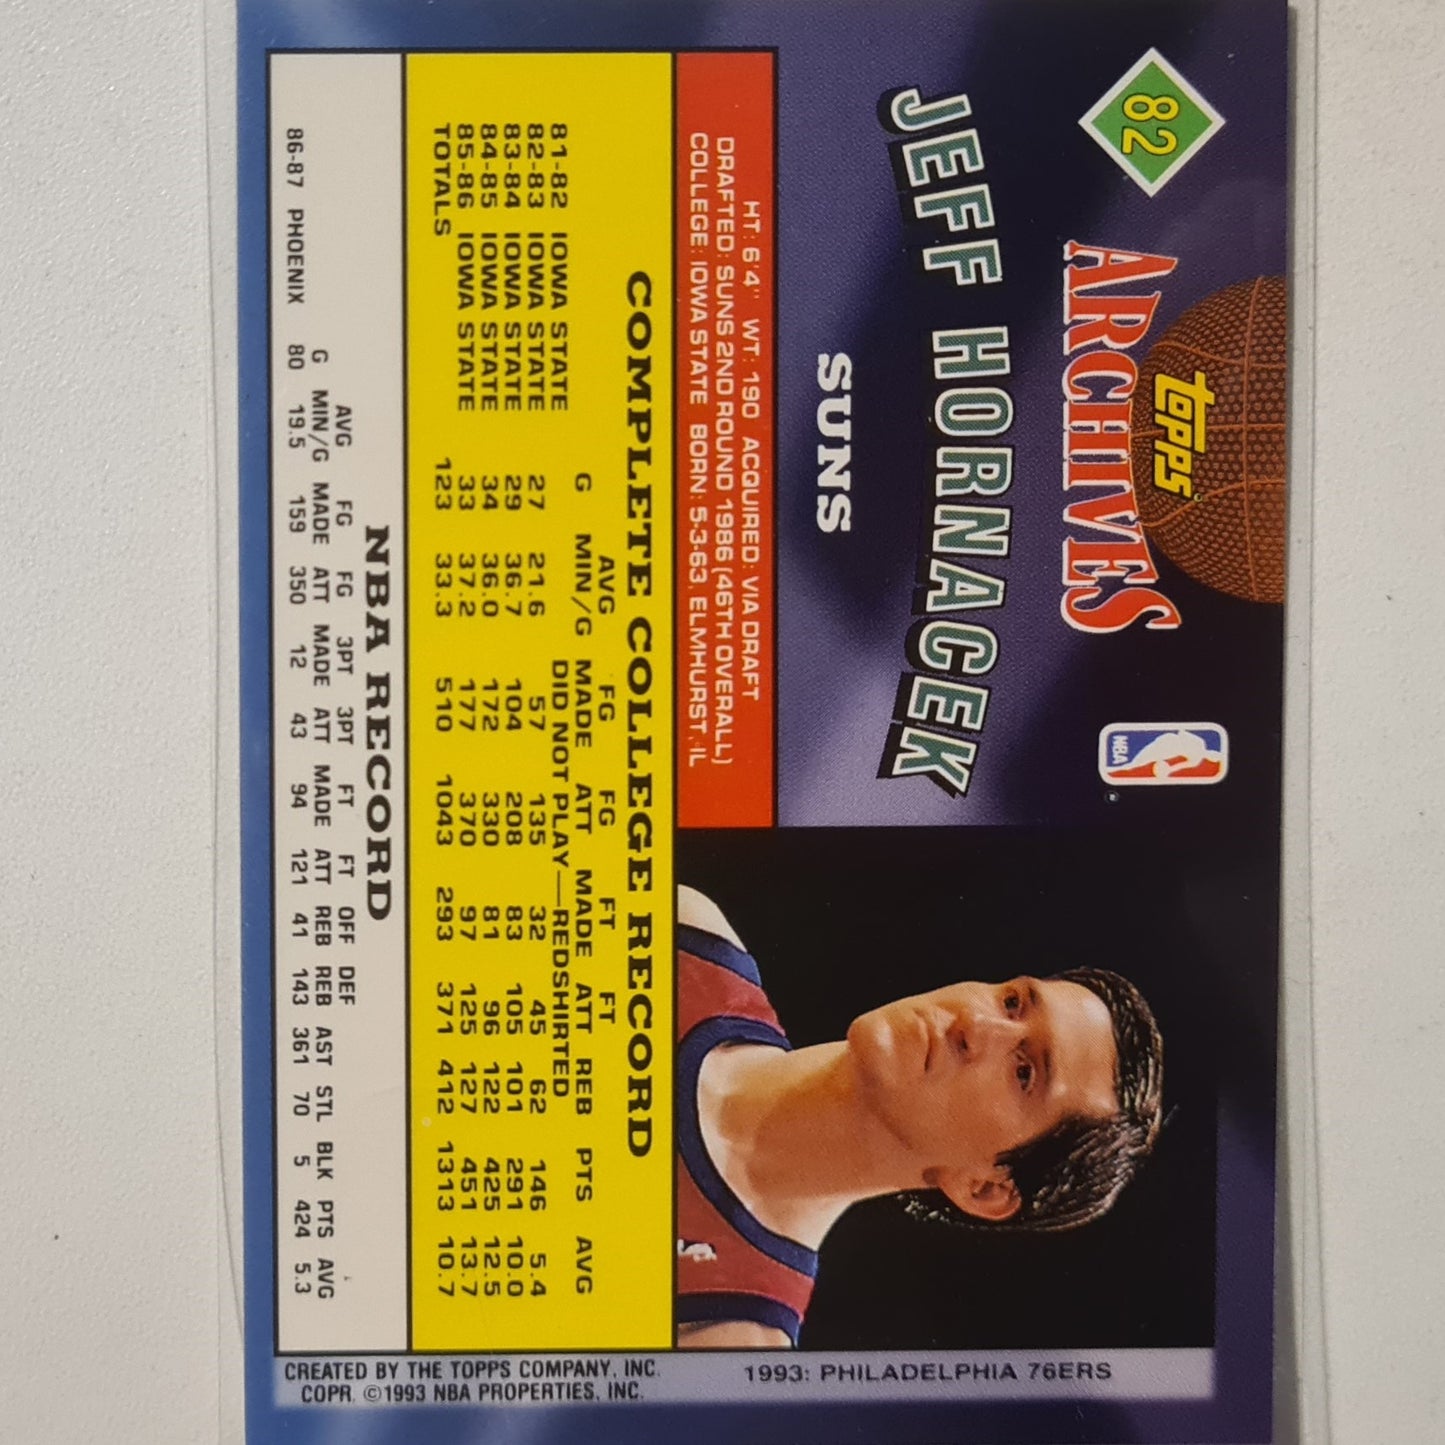 82
topps
ARCHIVES
NBA
JEFF HORNACEK
SUNS
HT: 6'4" WT: 190 ACQUIRED: VIA DRAFT
DRAFTED: SUNS 2ND ROUND 1986 (46TH OVERALL)
COLLEGE: IOWA STATE BORN: 5-3-63, ELMHURST, IL
COMPLETE COLLEGE RECORD
AVG FG FG FT FT
G MIN/G MADE ATT MADE ATT REB PTS AVG
81-82 IOWA STATE DID NOT PLAY—REDSHIRTED
82-83 IOWA STATE 27 21.6 57 135 32 45 62 146 5.4
83-84 IOWA STATE 29 36.7 104 208 83 105 101 291 10.0
84-85 IOWA STATE 34 36.0 172 330 81 96 122 425 12.5
85-86 IOWA STATE 33 37.2 177 370 97 125 127 451 13.7
TOTALS 123 33.3 510 1043 293 371 412 1313 10.7
NBA RECORD
AVG FG FG 3PT 3PT FT FT OFF DEF
G MIN/G MADE ATT MADE ATT MADE ATT REB REB AST STL BLK PTS AVG
86-87 PHOENIX 80 19.5 159 350 12 43 94 121 41 143 361 70 5 424 5.3
1993: PHILADELPHIA 76ERS
CREATED BY THE TOPPS COMPANY, INC.
COPR. ©1993 NBA PROPERTIES, INC.